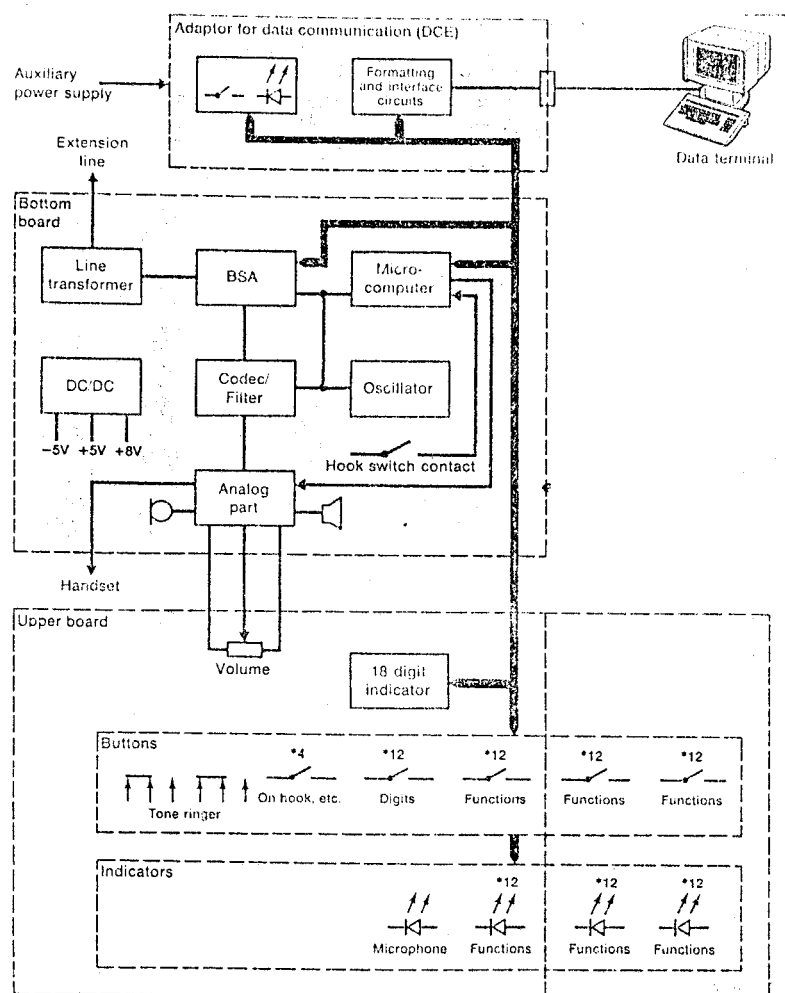 Adaptor for data communication (DCE)
Auxiliary
power supply
Formatting
and interface
circuits
Data terminal
Extension
line
Bottom
board
Line
transformer
BSA
Micro-
computer
DC/DC
−5V +5V +8V
Codec/
Filter
Oscillator
Hook switch contact
Analog
part
Handset
Upper board
Volume
18 digit
indicator
Buttons
*4 *12 *12 *12 *12
Tone ringer On hook, etc. Digits Functions Functions Functions
Indicators
*12 *12 *12
Microphone Functions Functions Functions